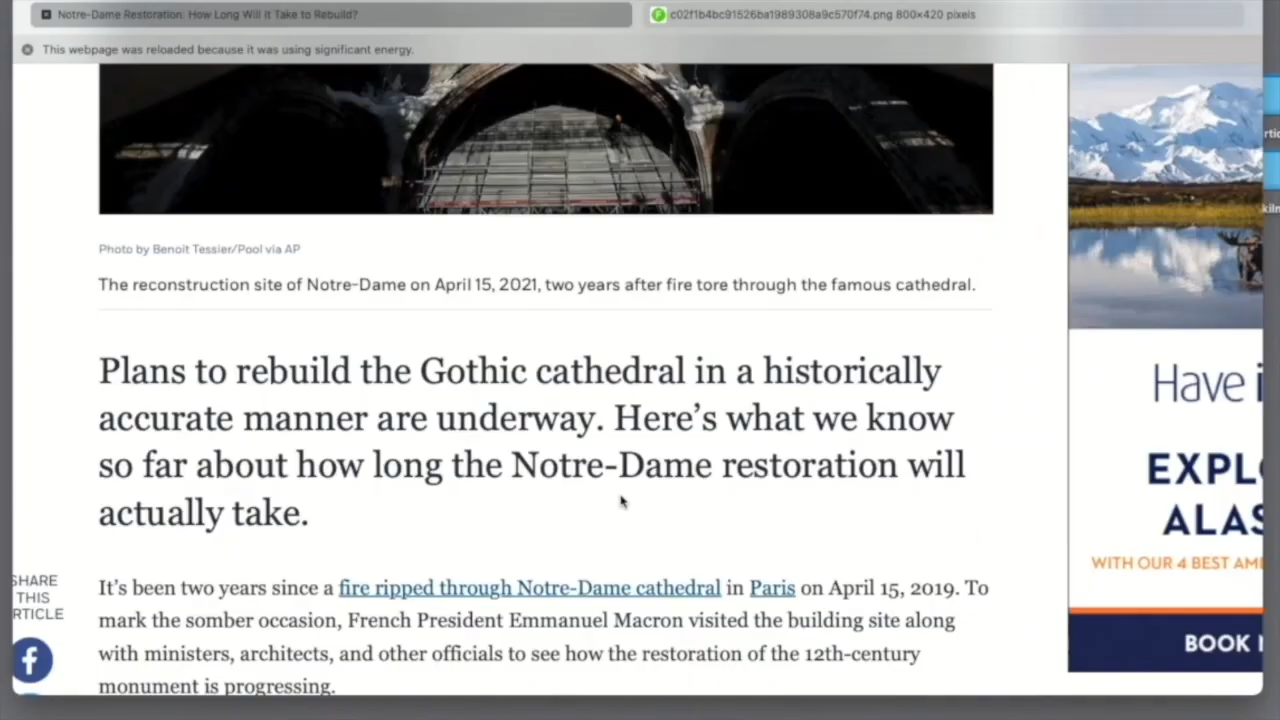 Notre-Dame Restoration: How Long Will It Take to Rebuild?
c02f1b4bc91526ba1989308a9c570f74.png 800×420 pixels
This webpage was reloaded because it was using significant energy.
Photo by Benoit Tessier/Pool via AP
The reconstruction site of Notre-Dame on April 15, 2021, two years after fire tore through the famous cathedral.
Plans to rebuild the Gothic cathedral in a historically
accurate manner are underway. Here's what we know
so far about how long the Notre-Dame restoration will
actually take.
SHARE
THIS
RTICLE
It's been two years since a fire ripped through Notre-Dame cathedral in Paris on April 15, 2019. To
mark the somber occasion, French President Emmanuel Macron visited the building site along
with ministers, architects, and other officials to see how the restoration of the 12th-century
monument is progressing.
Have i
EXPL
ALAS
WITH OUR 4 BEST AM
BOOK